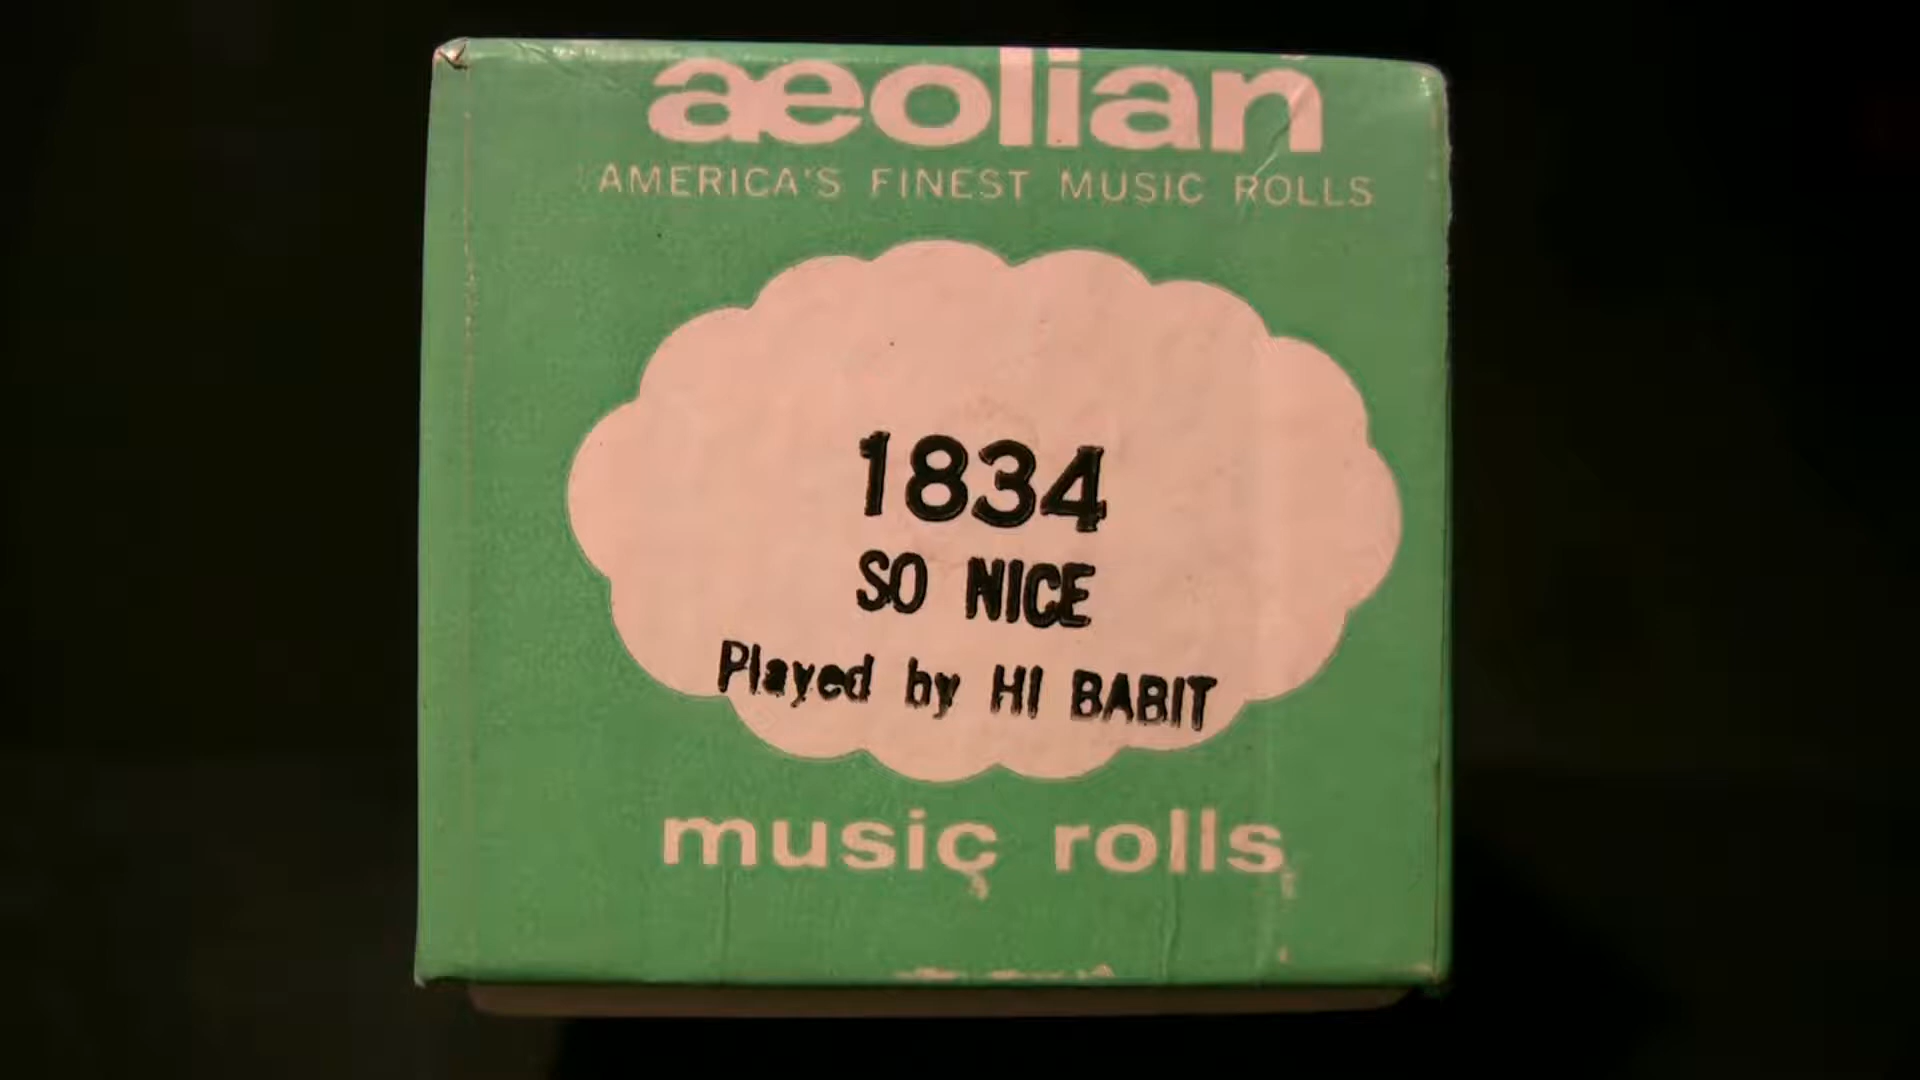 aeolian
AMERICA'S FINEST MUSIC ROLLS
1834
SO NICE
Played by HI BABIT
music rolls